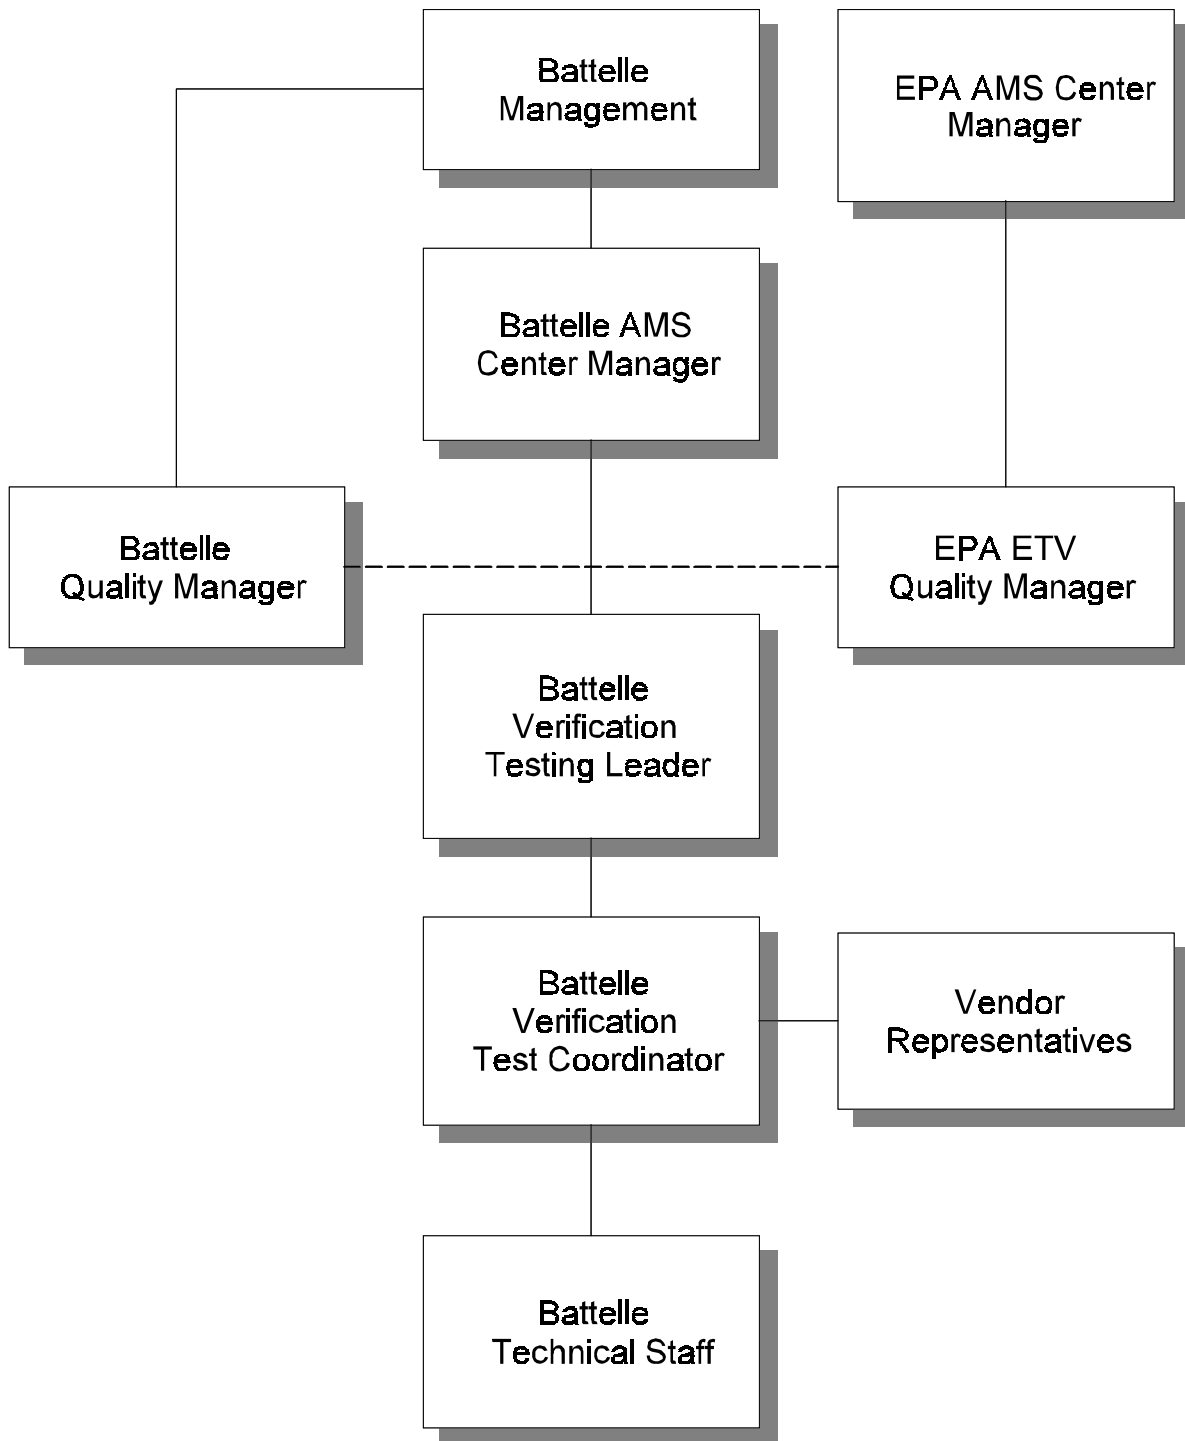 Battelle
Management
EPA AMS Center
Manager
Battelle AMS
Center Manager
Battelle
Quality Manager
EPA ETV
Quality Manager
Battelle
Verification
Testing Leader
Battelle
Verification
Test Coordinator
Vendor
Representatives
Battelle
Technical Staff